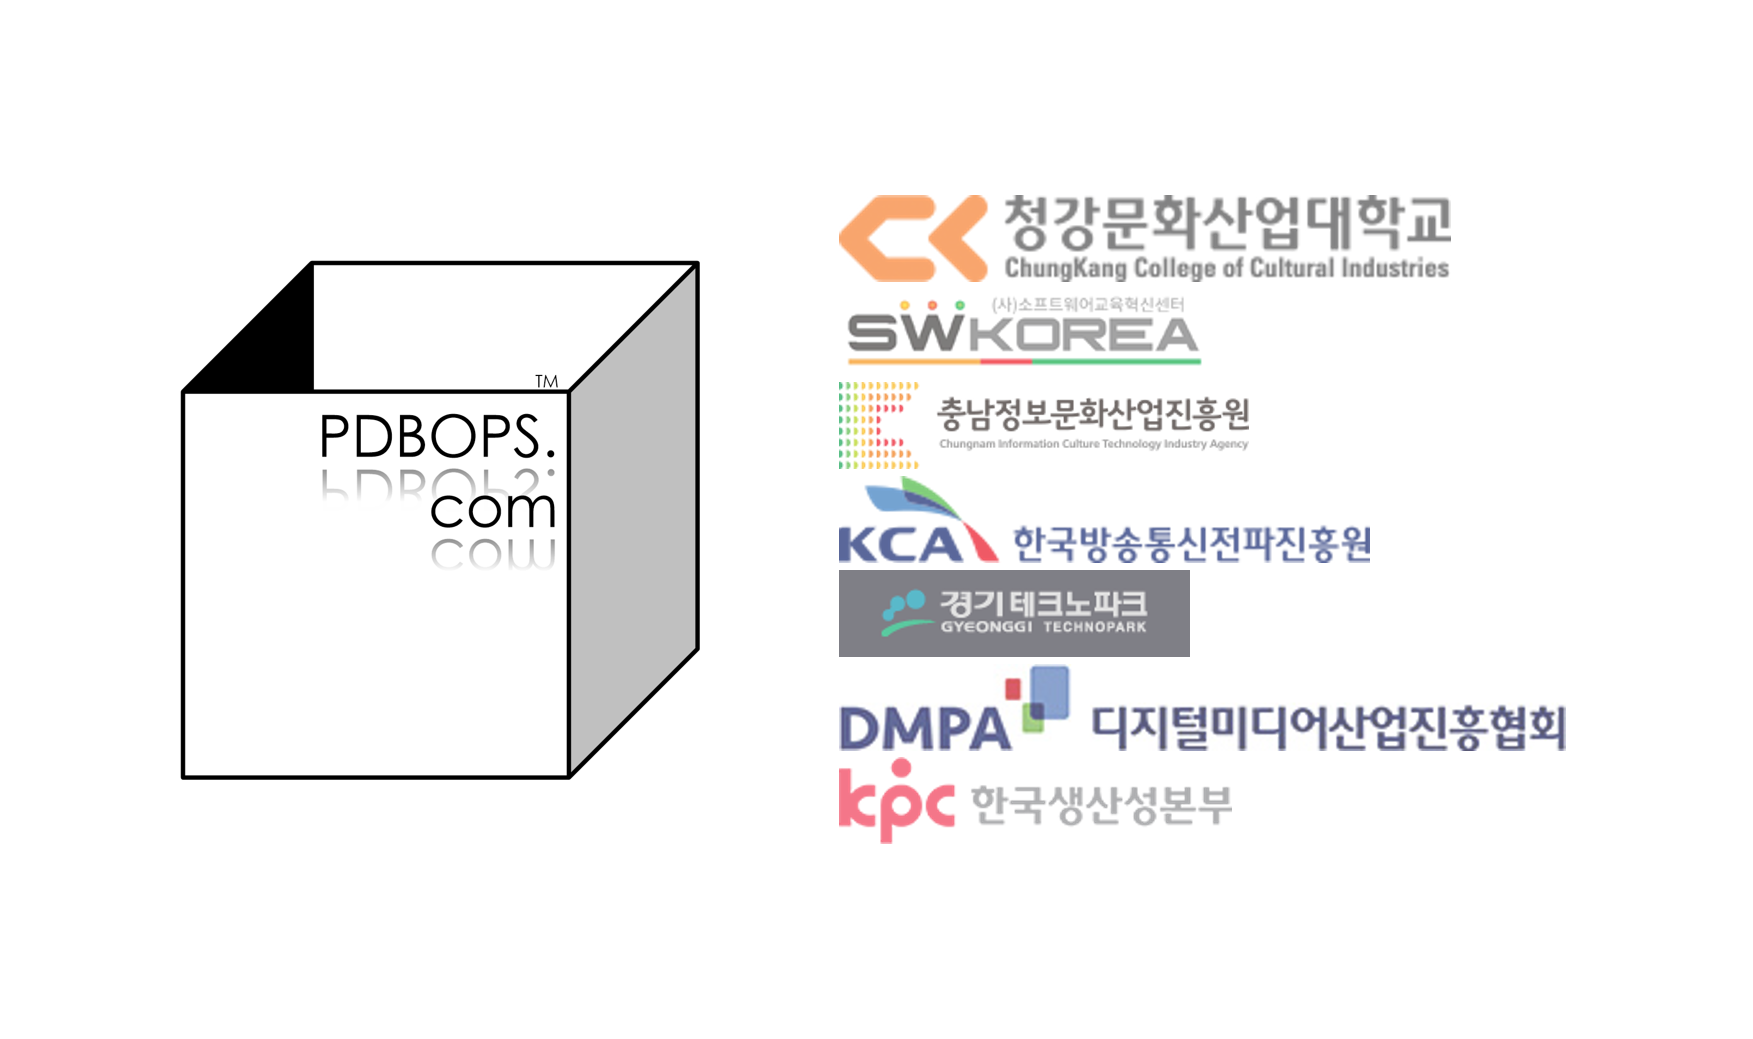 TM
PDBOPS.
com
청강문화산업대학교
ChungKang College of Cultural Industries
(사)소프트웨어교육혁신센터
SWKOREA
충남정보문화산업진흥원
Chungnam Information Culture Technology Industry Agency
KCA 한국방송통신전파진흥원
경기테크노파크
GYEONGGI TECHNOPARK
DMPA 디지털미디어산업진흥협회
kpc 한국생산성본부